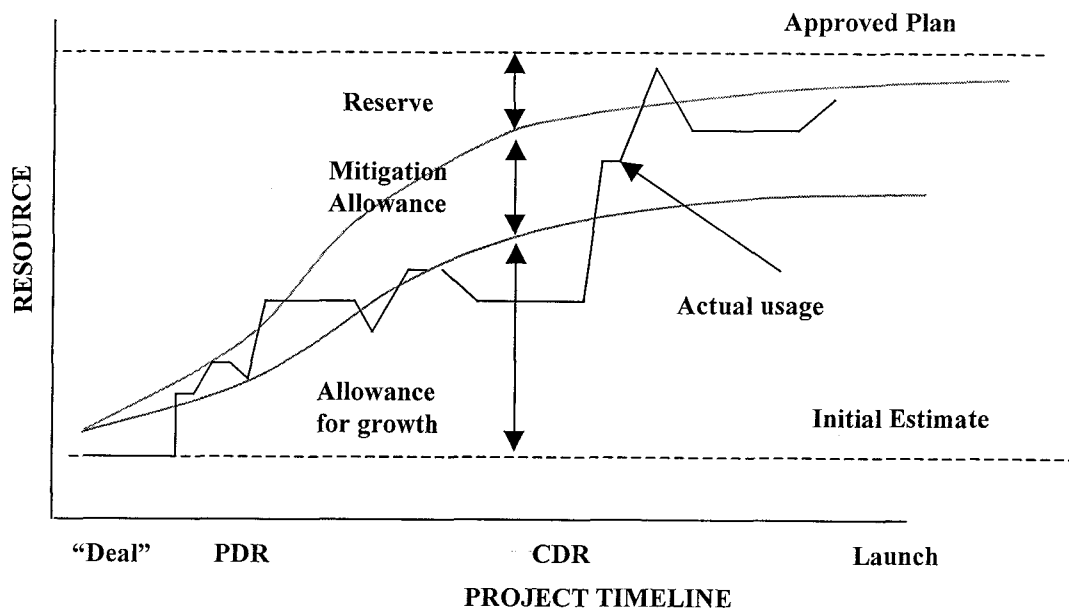 Approved Plan
Reserve
Mitigation
Allowance
RESOURCE
Actual usage
Allowance
for growth
Initial Estimate
“Deal” PDR CDR Launch
PROJECT TIMELINE